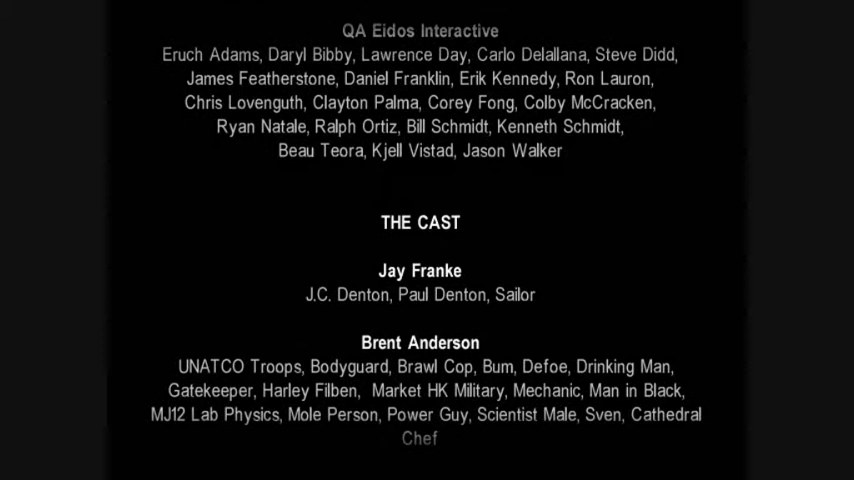 QA Eidos Interactive
Eruch Adams, Daryl Bibby, Lawrence Day, Carlo Delallana, Steve Didd,
James Featherstone, Daniel Franklin, Erik Kennedy, Ron Lauron,
Chris Lovenguth, Clayton Palma, Corey Fong, Colby McCracken,
Ryan Natale, Ralph Ortiz, Bill Schmidt, Kenneth Schmidt,
Beau Teora, Kjell Vistad, Jason Walker
THE CAST
Jay Franke
J.C. Denton, Paul Denton, Sailor
Brent Anderson
UNATCO Troops, Bodyguard, Brawl Cop, Bum, Defoe, Drinking Man,
Gatekeeper, Harley Filben, Market HK Military, Mechanic, Man in Black,
MJ12 Lab Physics, Mole Person, Power Guy, Scientist Male, Sven, Cathedral
Chef